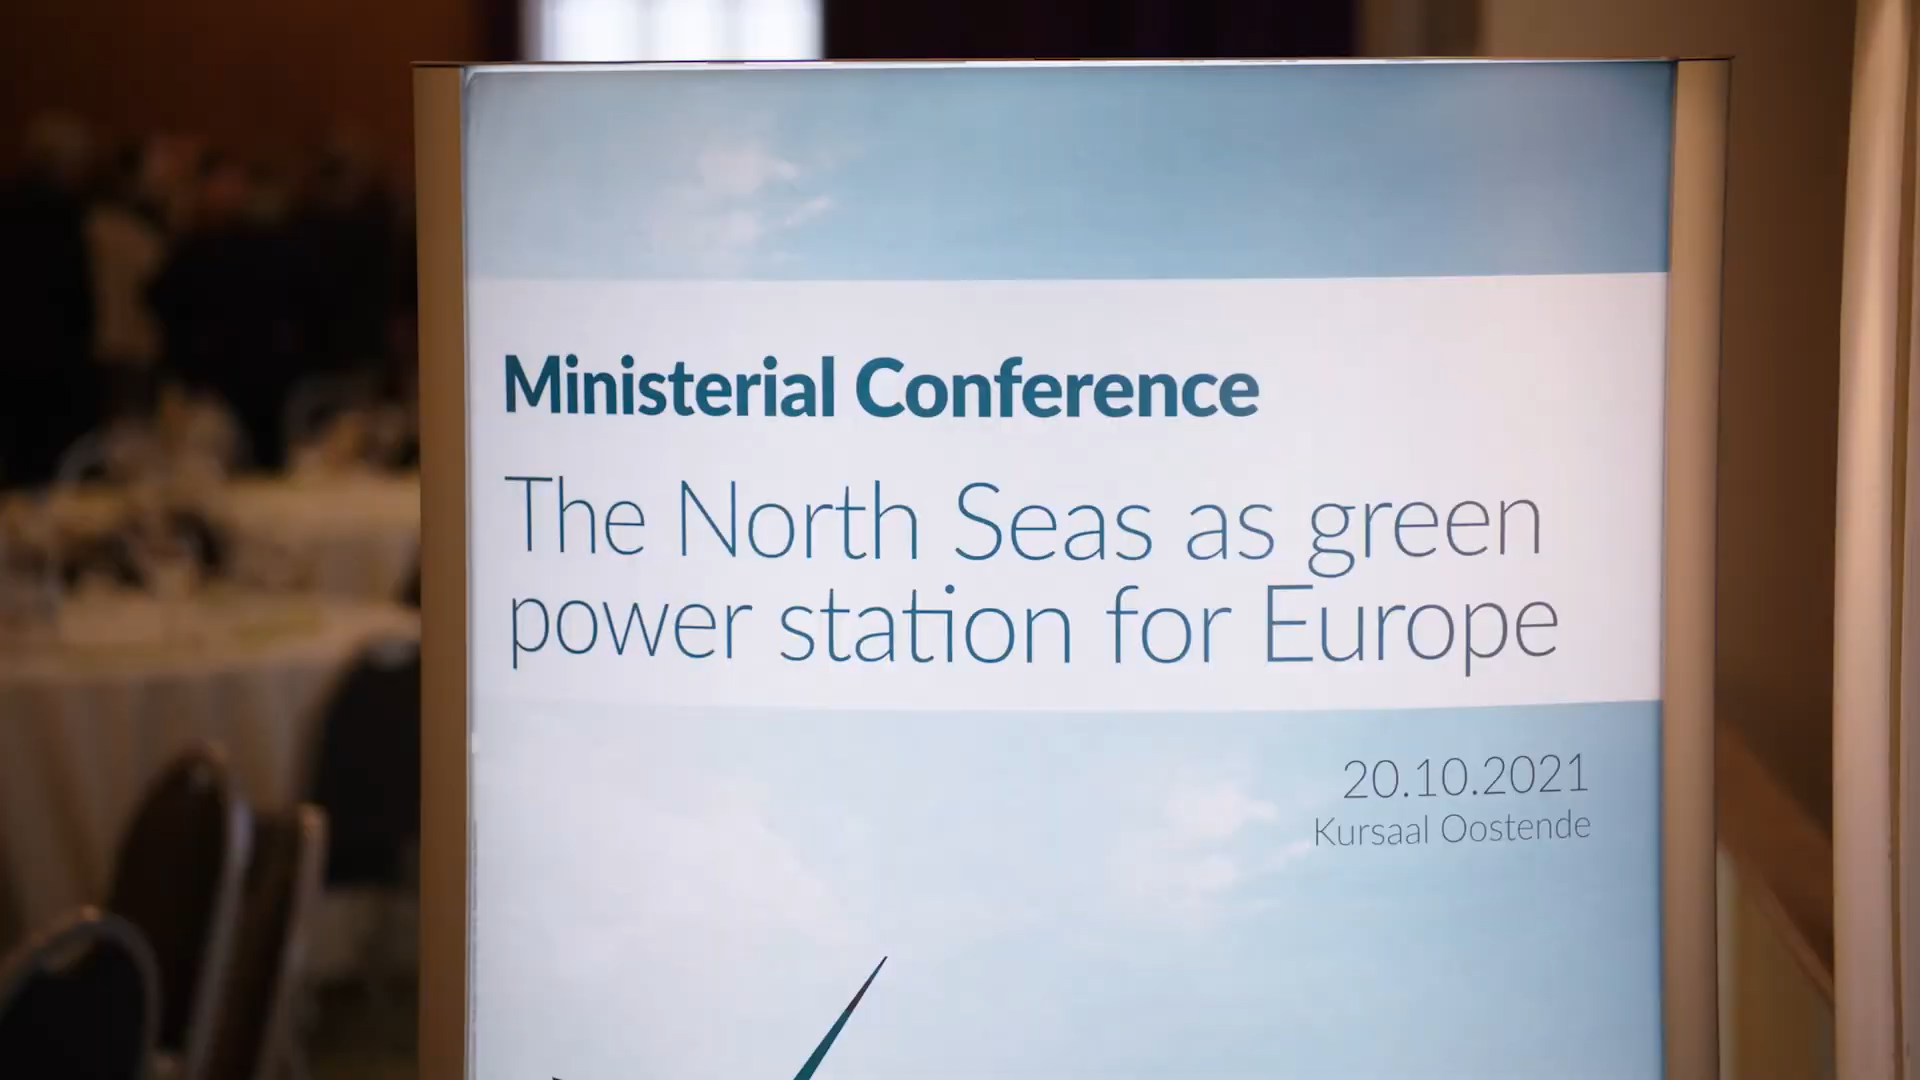 Ministerial Conference
The North Seas as green
power station for Europe
20.10.2021
Kursaal Oostende